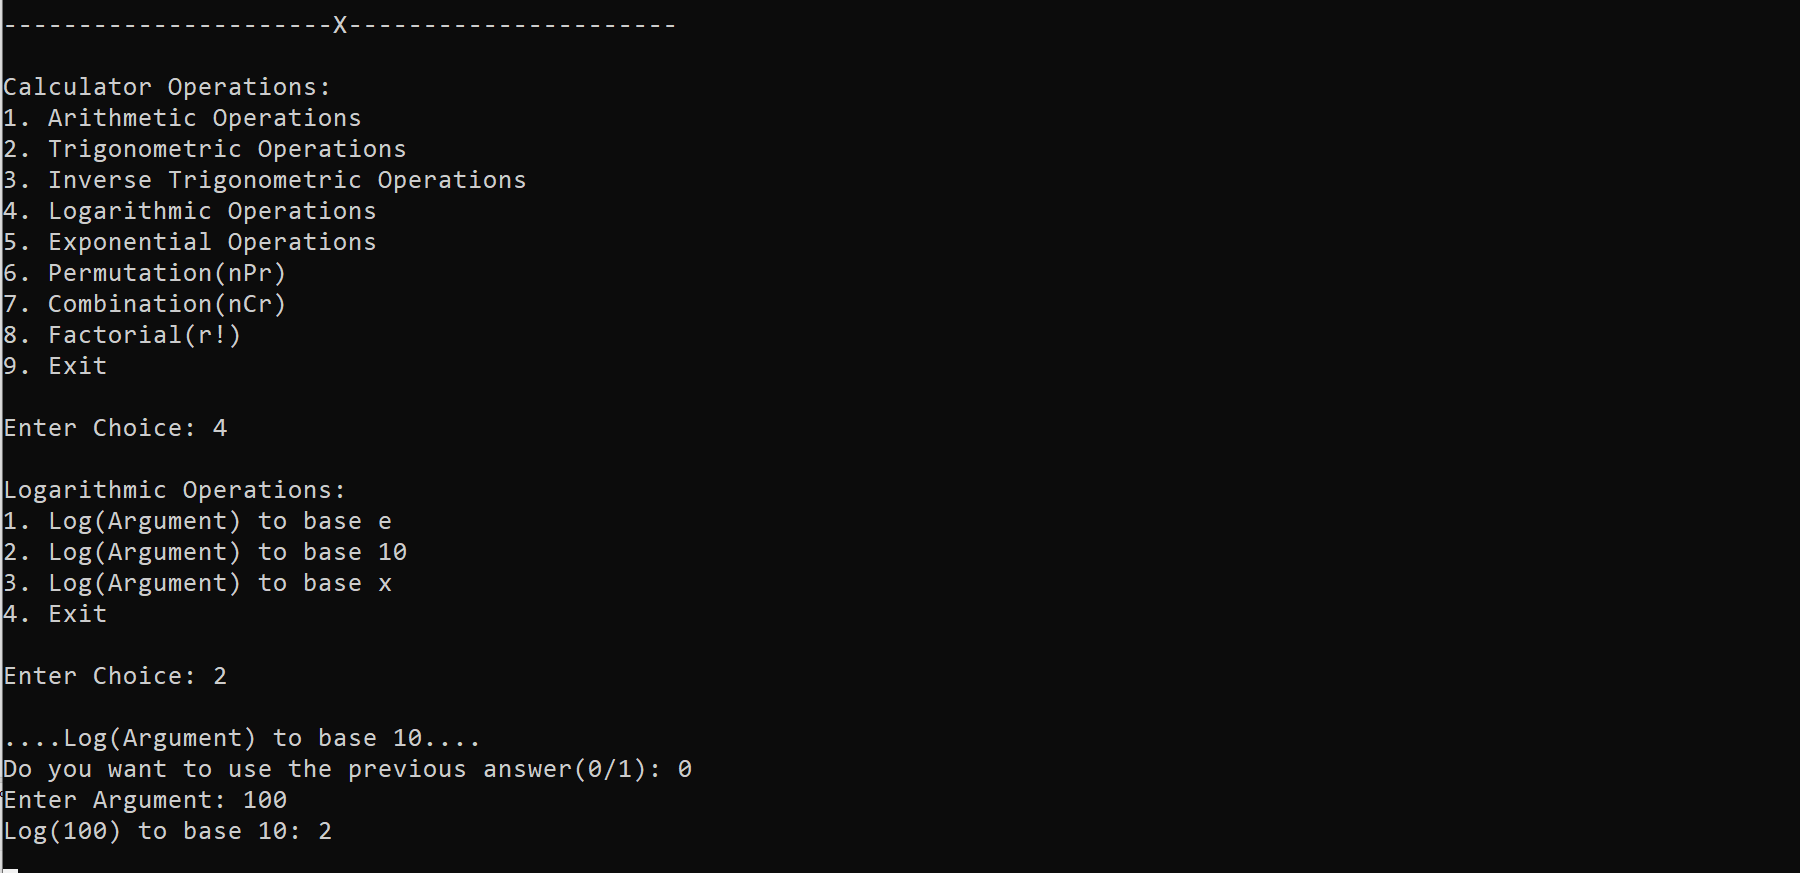 ----------------------X----------------------
Calculator Operations:
1. Arithmetic Operations
2. Trigonometric Operations
3. Inverse Trigonometric Operations
4. Logarithmic Operations
5. Exponential Operations
6. Permutation(nPr)
7. Combination(nCr)
8. Factorial(r!)
9. Exit
Enter Choice: 4
Logarithmic Operations:
1. Log(Argument) to base e
2. Log(Argument) to base 10
3. Log(Argument) to base x
4. Exit
Enter Choice: 2
....Log(Argument) to base 10....
Do you want to use the previous answer(0/1): 0
Enter Argument: 100
Log(100) to base 10: 2